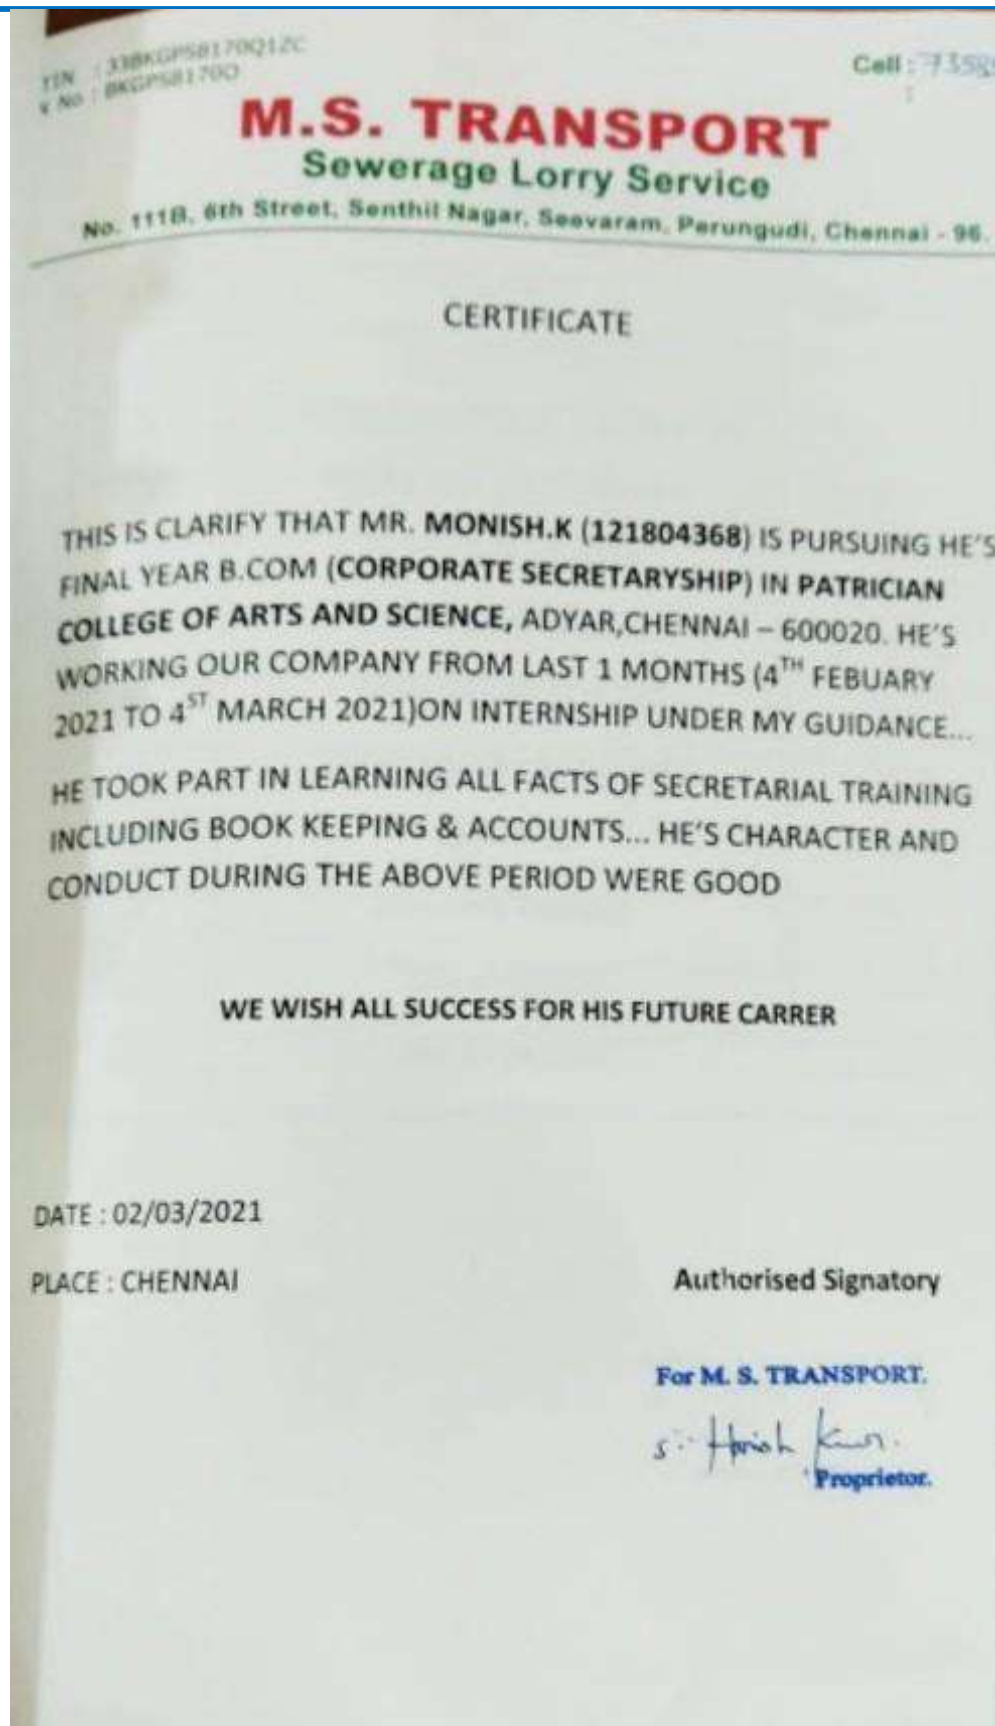 Cell : 7358
M.S. TRANSPORT
Sewerage Lorry Service
No. 111B, 6th Street, Senthil Nagar, Seevaram, Perungudi, Chennai - 96.
CERTIFICATE
THIS IS CLARIFY THAT MR. MONISH.K (121804368) IS PURSUING HE'S
FINAL YEAR B.COM (CORPORATE SECRETARYSHIP) IN PATRICIAN
COLLEGE OF ARTS AND SCIENCE, ADYAR,CHENNAI – 600020. HE'S
WORKING OUR COMPANY FROM LAST 1 MONTHS (4TH FEBUARY
2021 TO 4ST MARCH 2021)ON INTERNSHIP UNDER MY GUIDANCE...
HE TOOK PART IN LEARNING ALL FACTS OF SECRETARIAL TRAINING
INCLUDING BOOK KEEPING & ACCOUNTS... HE'S CHARACTER AND
CONDUCT DURING THE ABOVE PERIOD WERE GOOD
WE WISH ALL SUCCESS FOR HIS FUTURE CARRER
DATE : 02/03/2021
PLACE : CHENNAI
Authorised Signatory
For M. S. TRANSPORT.
S. Harish
Proprietor.